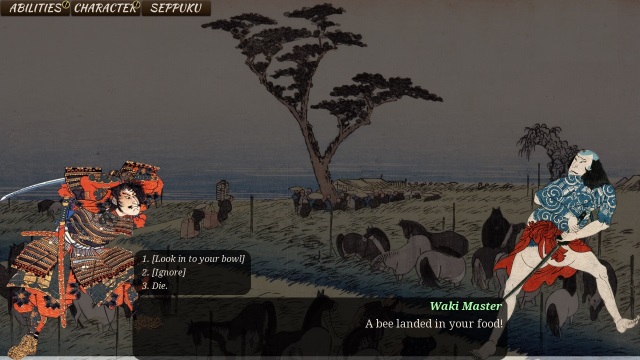 ABILITIES CHARACTER SEPPUKU
1. [Look in to your bowl]
2. [Ignore]
3. Die.
Waki Master
A bee landed in your food!